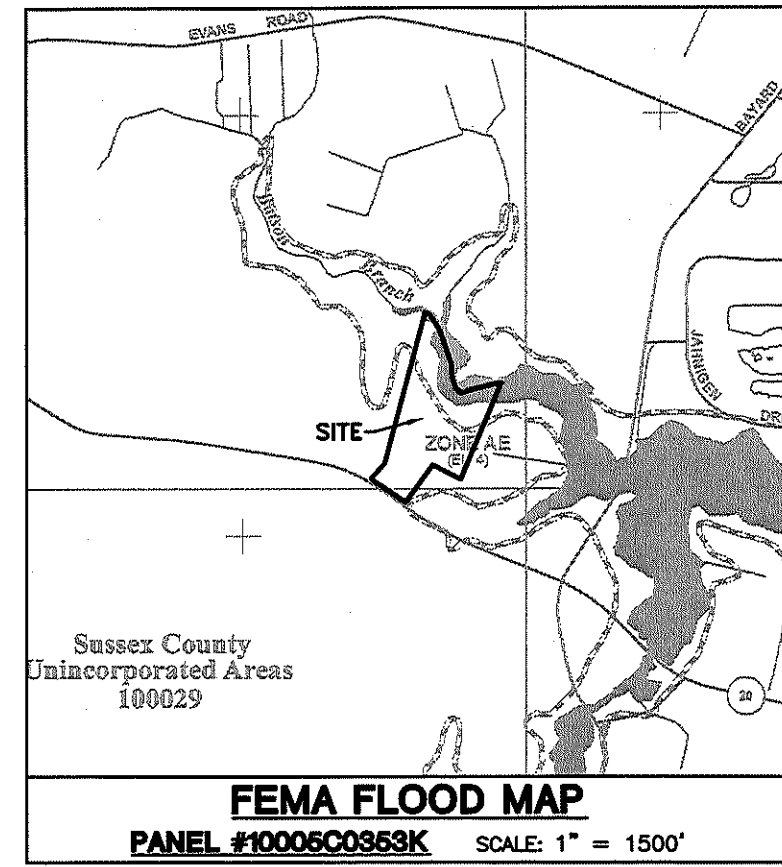 EVANS ROAD
BAYARD
Branch
JAHNIGEN
DR
SITE
ZONE AE
Sussex County
Unincorporated Areas
100029
20
FEMA FLOOD MAP
PANEL #10005C0353K SCALE: 1" = 1500'